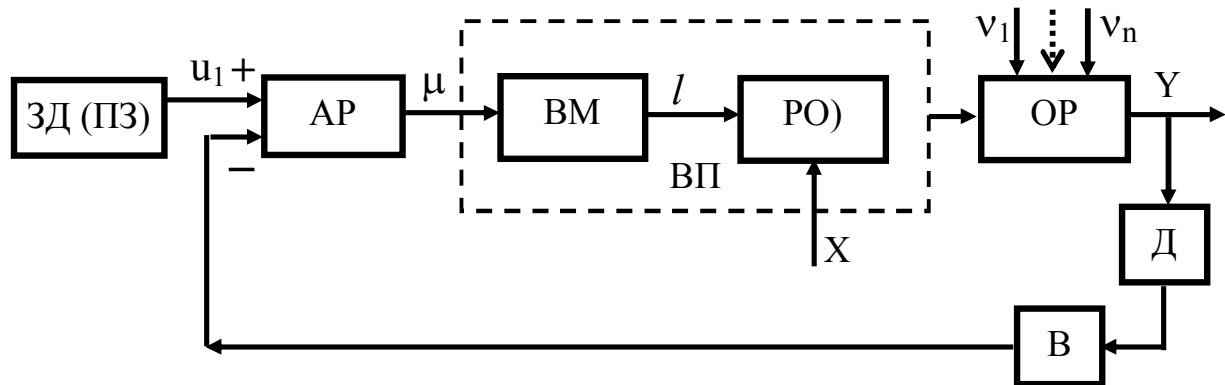 ν1
νn
u1 +
μ
l
Y
ЗД (ПЗ)
АР
ВМ
РО)
ОР
–
ВП
Х
Д
В